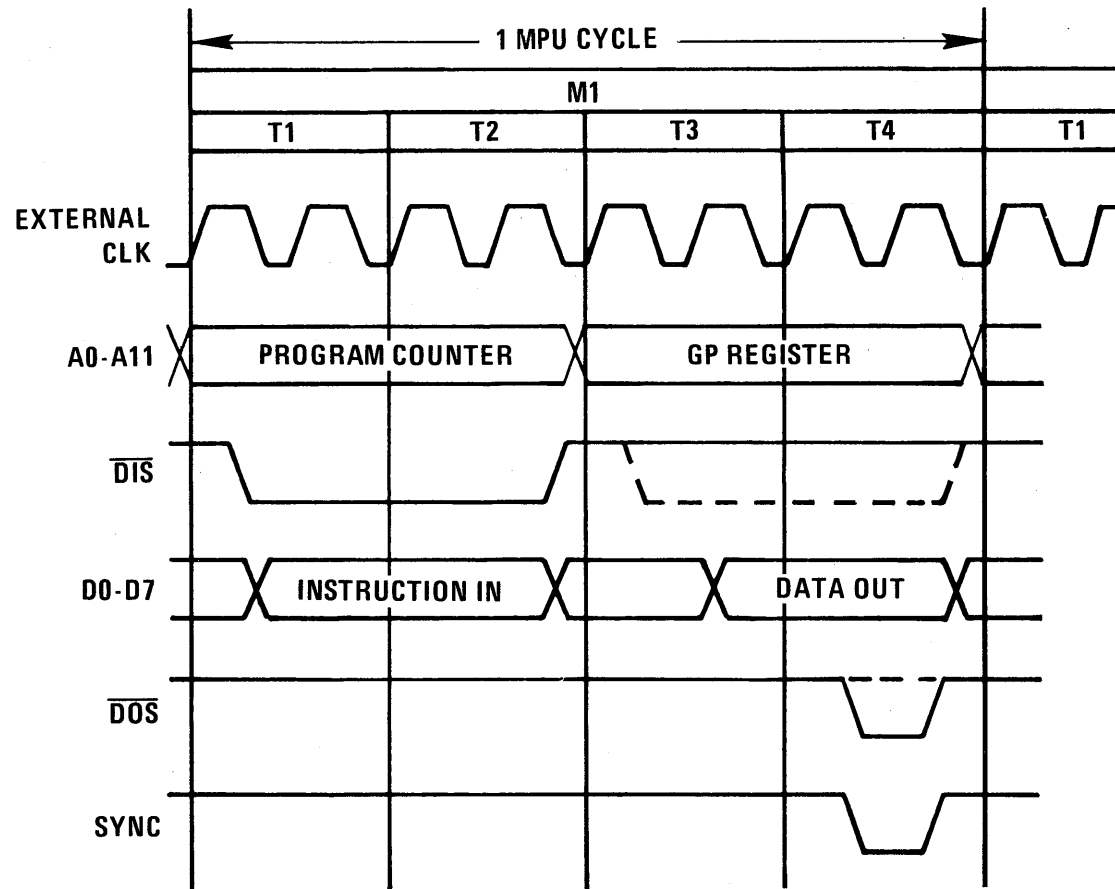 1 MPU CYCLE
M1
T1 T2 T3 T4 T1
EXTERNAL
CLK
A0-A11 PROGRAM COUNTER GP REGISTER
DIS
D0-D7 INSTRUCTION IN DATA OUT
DOS
SYNC